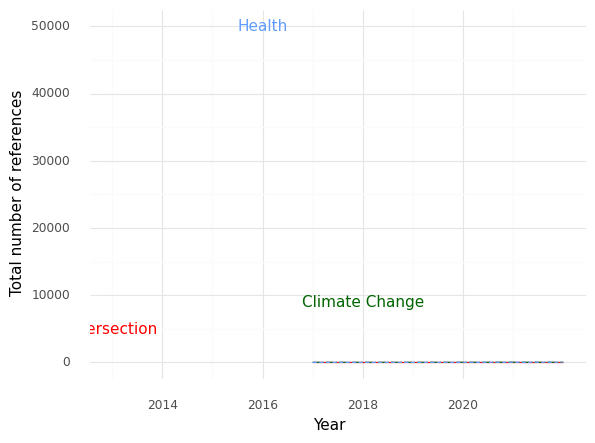 50000
Health
40000
30000
20000
10000
Climate Change
ersection
0
2014 2016 2018 2020
Year
Total number of references